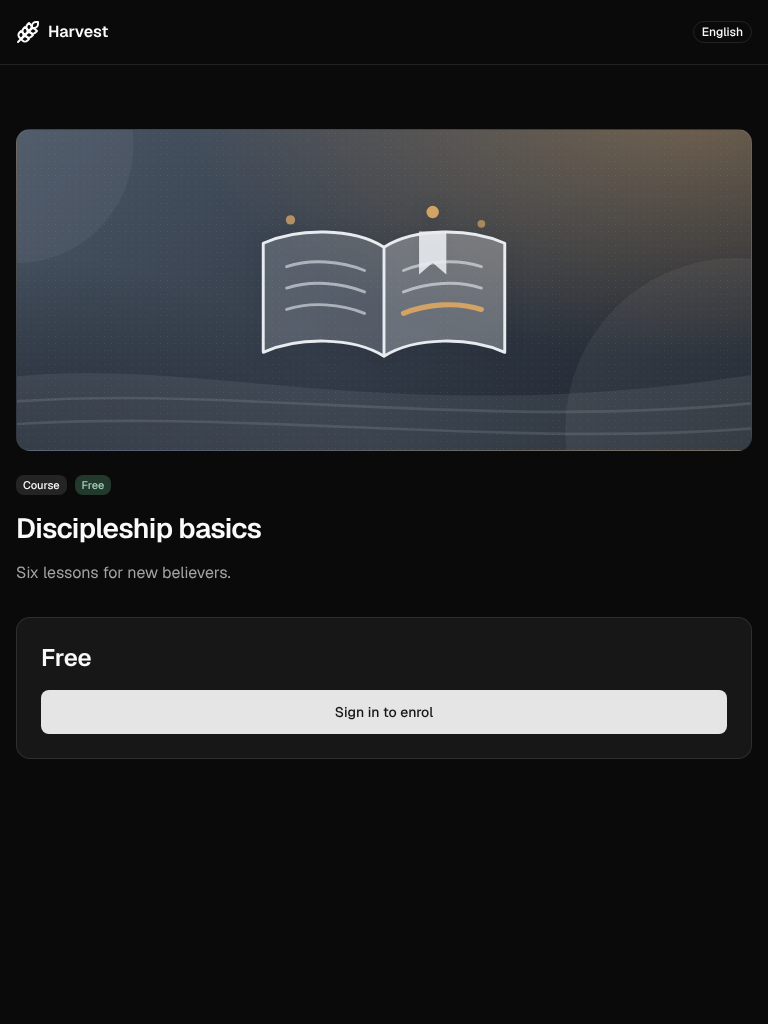 Harvest
English
Course
Free
Discipleship basics
Six lessons for new believers.
Free
Sign in to enrol